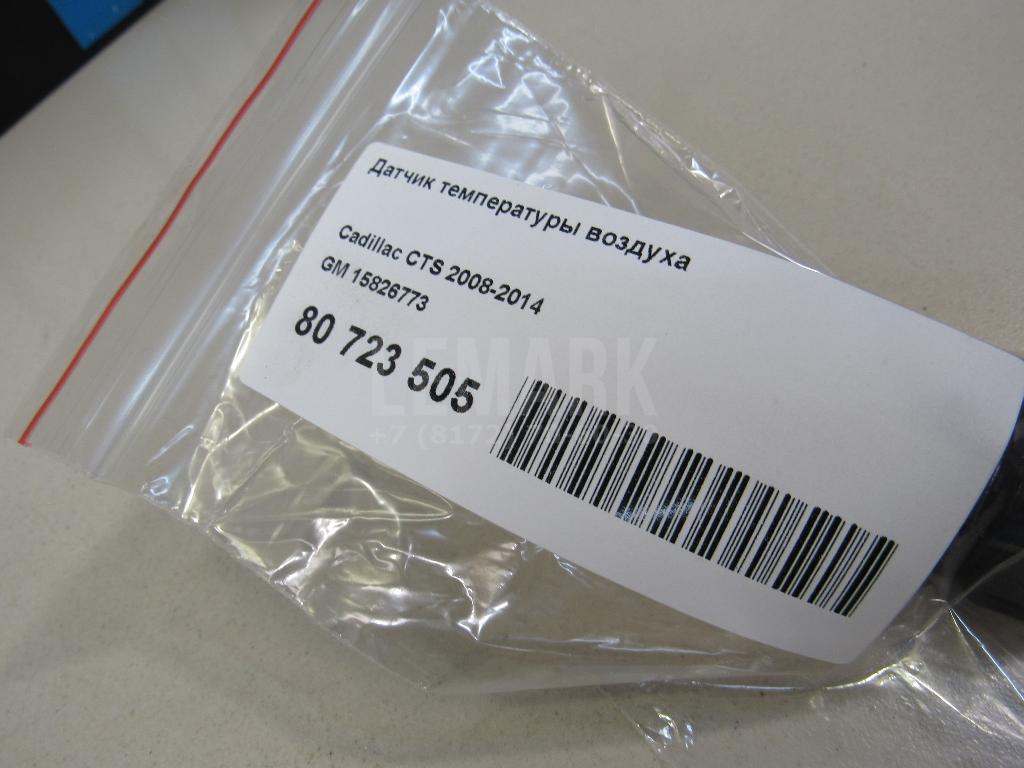 Датчик температуры воздуха
Cadillac CTS 2008-2014
GM 15826773
80 723 505
LEMARK